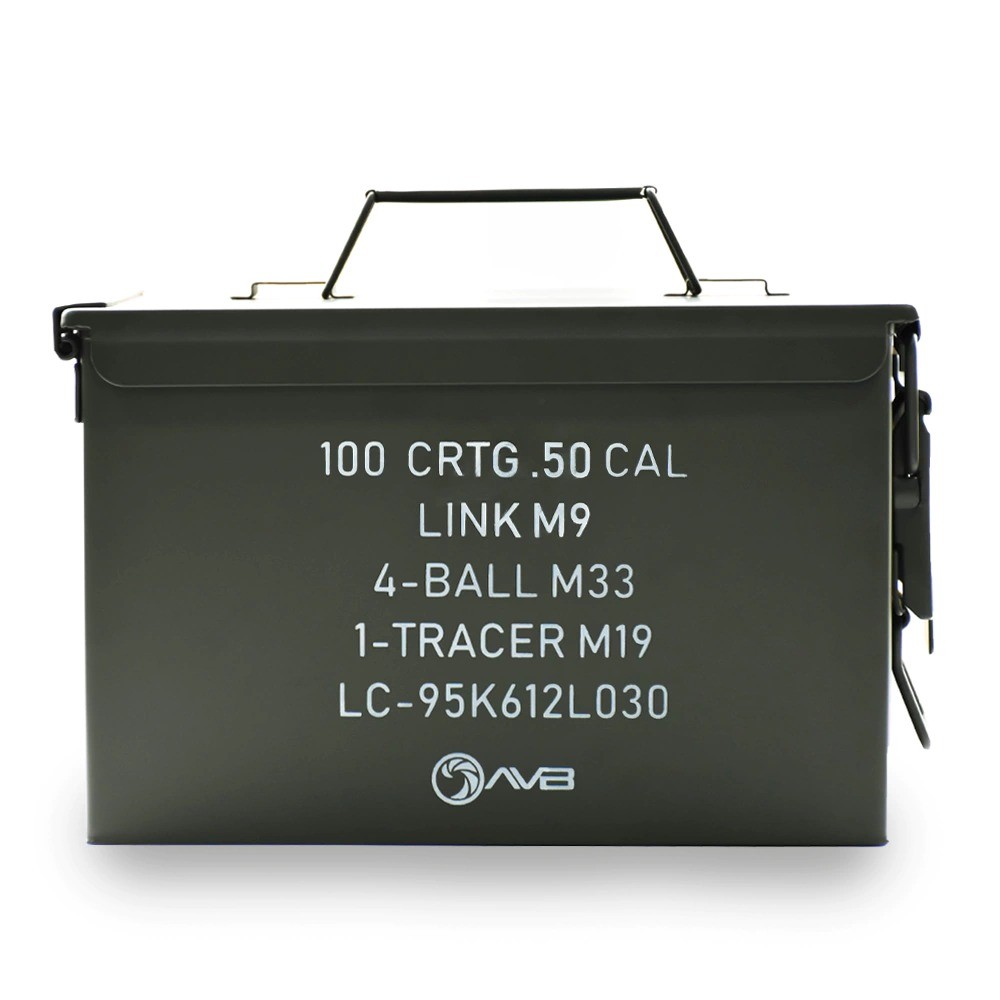 100 CRTG .50 CAL
LINK M9
4-BALL M33
1-TRACER M19
LC-95K612L030
AVB